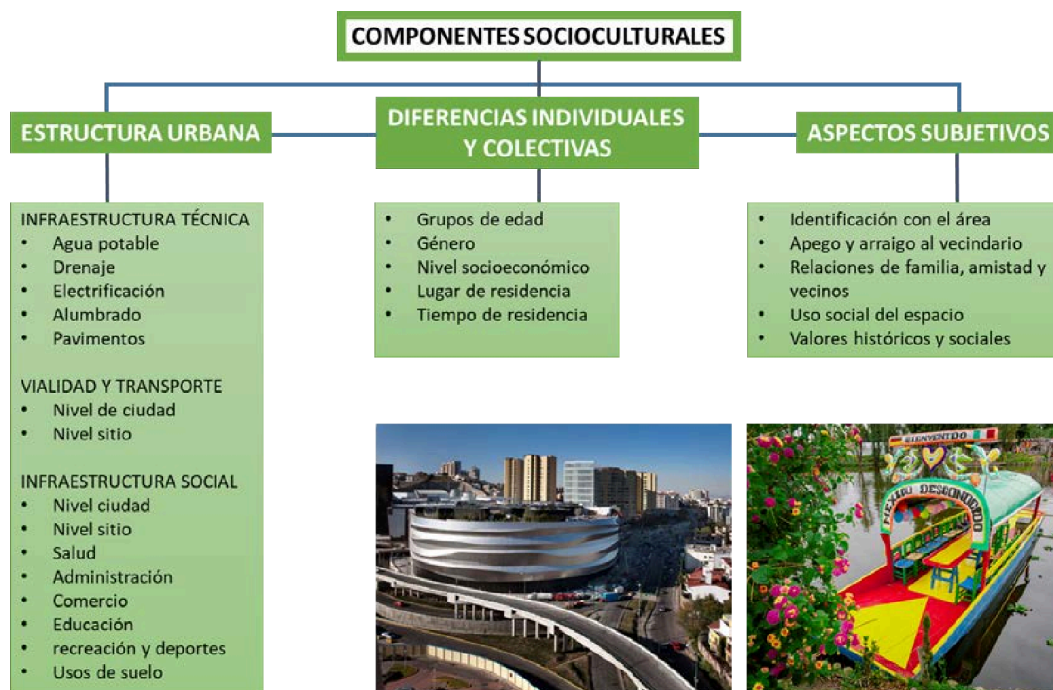 COMPONENTES SOCIOCULTURALES
ESTRUCTURA URBANA
INFRAESTRUCTURA TÉCNICA
• Agua potable
• Drenaje
• Electrificación
• Alumbrado
• Pavimentos
VIALIDAD Y TRANSPORTE
• Nivel de ciudad
• Nivel sitio
INFRAESTRUCTURA SOCIAL
• Nivel ciudad
• Nivel sitio
• Salud
• Administración
• Comercio
• Educación
• recreación y deportes
• Usos de suelo
DIFERENCIAS INDIVIDUALES
Y COLECTIVAS
• Grupos de edad
• Género
• Nivel socioeconómico
• Lugar de residencia
• Tiempo de residencia
ASPECTOS SUBJETIVOS
• Identificación con el área
• Apego y arraigo al vecindario
• Relaciones de familia, amistad y
vecinos
• Uso social del espacio
• Valores históricos y sociales
BIENVENIDO
MEXICO DESCONOCIDO